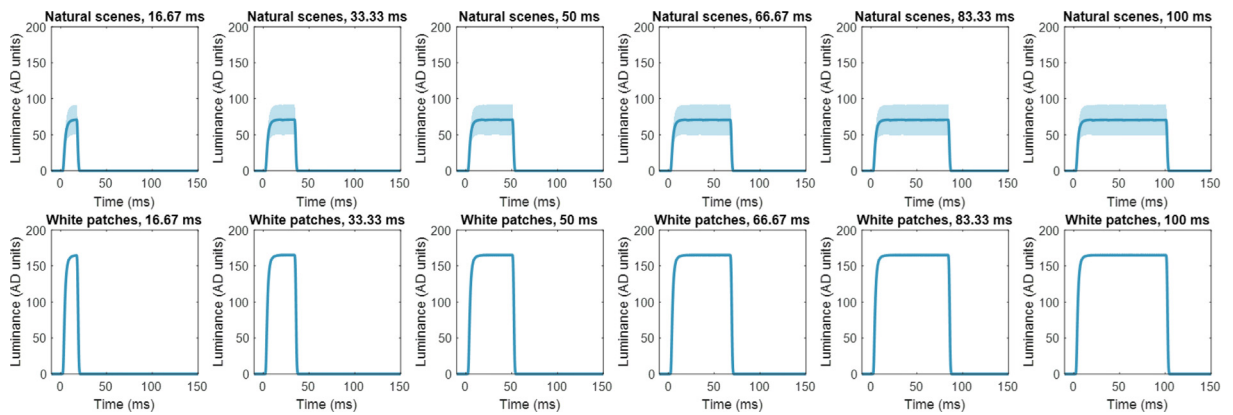 Natural scenes, 16.67 ms
200
150
100
50
0
Luminance (AD units)
0 50 100 150
Time (ms)
Natural scenes, 33.33 ms
200
150
100
50
0
Luminance (AD units)
0 50 100 150
Time (ms)
Natural scenes, 50 ms
200
150
100
50
0
Luminance (AD units)
0 50 100 150
Time (ms)
Natural scenes, 66.67 ms
200
150
100
50
0
Luminance (AD units)
0 50 100 150
Time (ms)
Natural scenes, 83.33 ms
200
150
100
50
0
Luminance (AD units)
0 50 100 150
Time (ms)
Natural scenes, 100 ms
200
150
100
50
0
Luminance (AD units)
0 50 100 150
Time (ms)
White patches, 16.67 ms
200
150
100
50
0
Luminance (AD units)
0 50 100 150
Time (ms)
White patches, 33.33 ms
200
150
100
50
0
Luminance (AD units)
0 50 100 150
Time (ms)
White patches, 50 ms
200
150
100
50
0
Luminance (AD units)
0 50 100 150
Time (ms)
White patches, 66.67 ms
200
150
100
50
0
Luminance (AD units)
0 50 100 150
Time (ms)
White patches, 83.33 ms
200
150
100
50
0
Luminance (AD units)
0 50 100 150
Time (ms)
White patches, 100 ms
200
150
100
50
0
Luminance (AD units)
0 50 100 150
Time (ms)